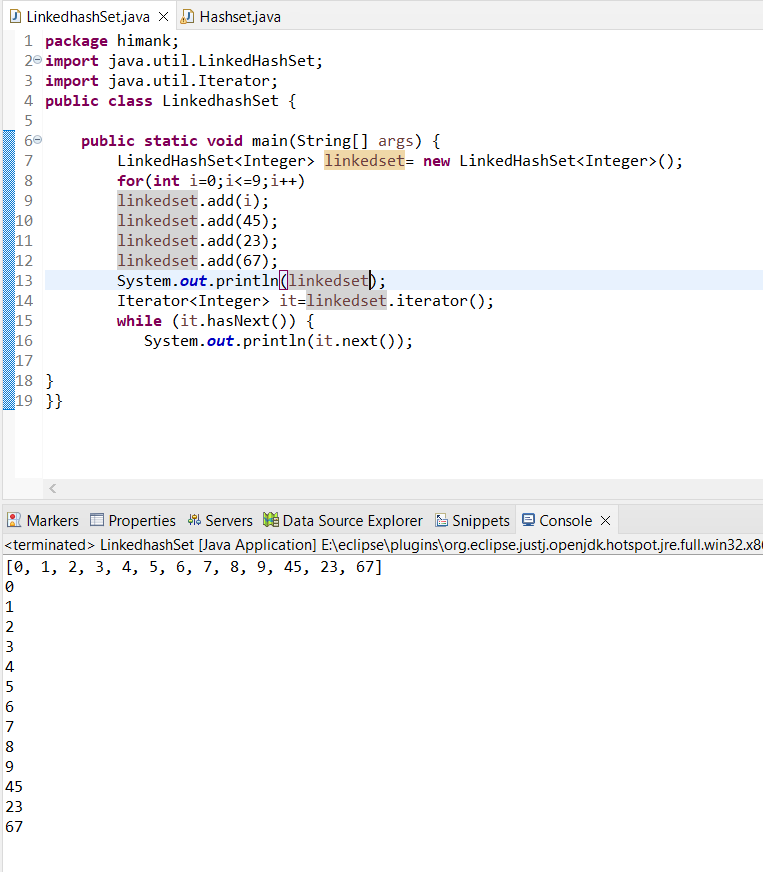 LinkedhashSet.java Hashset.java
1 package himank;
2 import java.util.LinkedHashSet;
3 import java.util.Iterator;
4 public class LinkedhashSet {
5
6 public static void main(String[] args) {
7 LinkedHashSet<Integer> linkedset= new LinkedHashSet<Integer>();
8 for(int i=0;i<=9;i++)
9 linkedset.add(i);
10 linkedset.add(45);
11 linkedset.add(23);
12 linkedset.add(67);
13 System.out.println(linkedset);
14 Iterator<Integer> it=linkedset.iterator();
15 while (it.hasNext()) {
16 System.out.println(it.next());
17
18 }
19 }}
Markers Properties Servers Data Source Explorer Snippets Console
<terminated> LinkedhashSet [Java Application] E:\eclipse\plugins\org.eclipse.justj.openjdk.hotspot.jre.full.win32.x86
[0, 1, 2, 3, 4, 5, 6, 7, 8, 9, 45, 23, 67]
0
1
2
3
4
5
6
7
8
9
45
23
67